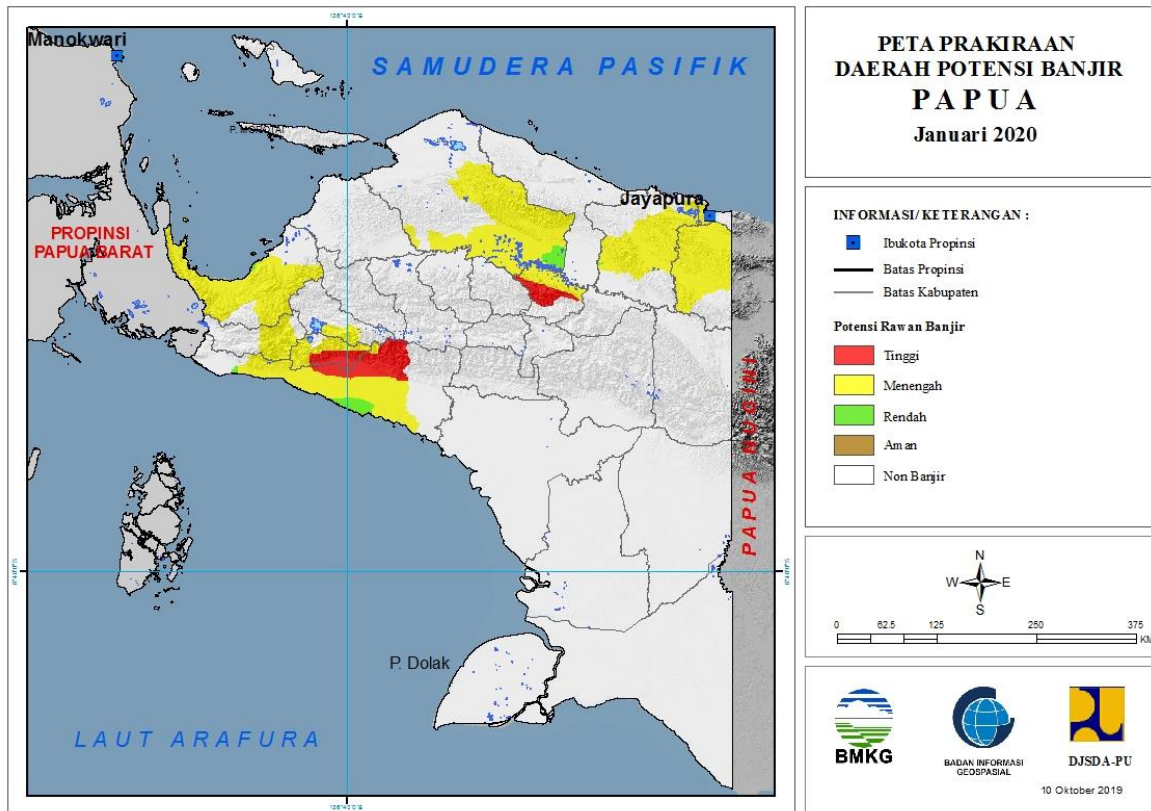 Manokwari
SAMUDERA PASIFIK
Jayapura
PROPINSI
PAPUA BARAT
PAPUA NUGINI
P. Dolak
LAUT ARAFURA
PETA PRAKIRAAN
DAERAH POTENSI BANJIR
PAPUA
Januari 2020
INFORMASI/ KETERANGAN :
Ibukota Propinsi
Batas Propinsi
Batas Kabupaten
Potensi Rawan Banjir
Tinggi
Menengah
Rendah
Aman
Non Banjir
N
W E
S
0 62.5 125 250 375
KM
BMKG
BADAN INFORMASI
GEOSPASIAL
DJSDA-PU
10 Oktober 2019